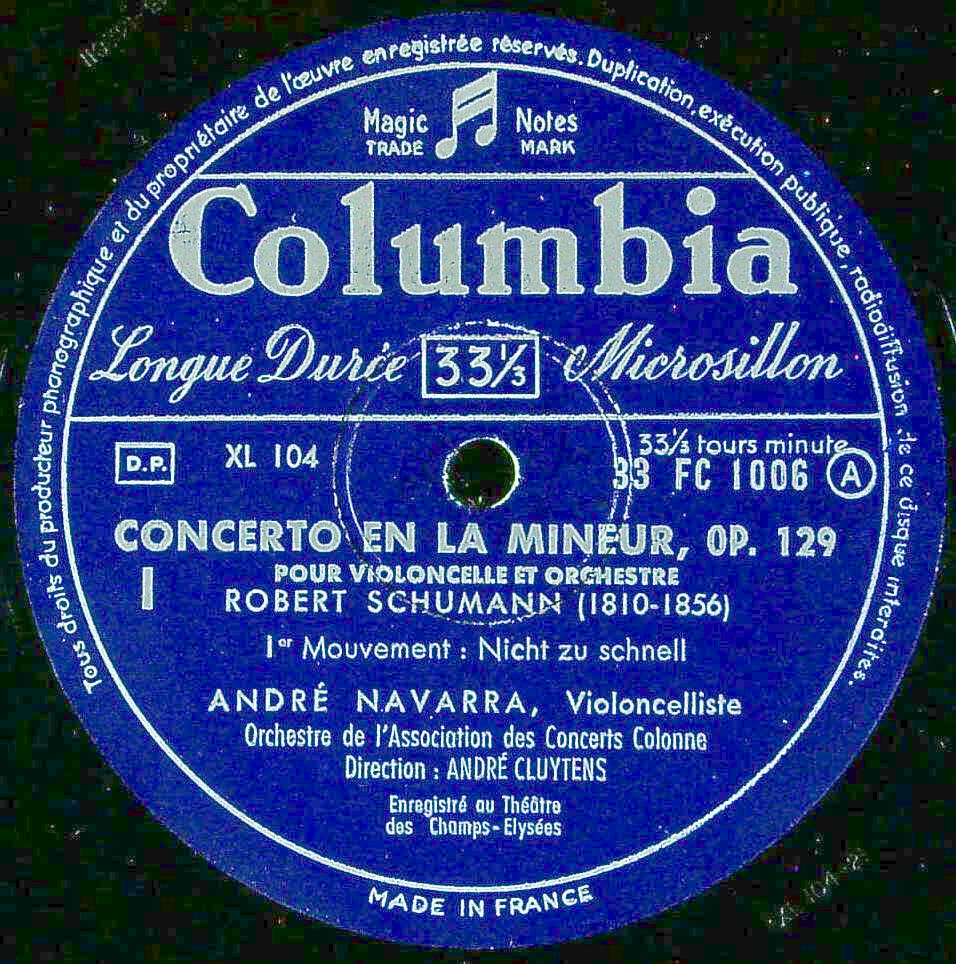 Tous droits du producteur phonographique et du propriétaire de l'œuvre enregistrée réservés. Duplication, exécution publique, radiodiffusion de ce disque interdites.
Magic Notes
TRADE MARK
Columbia
Longue Durée 33⅓ Microsillon
33⅓ tours minute
D.P. XL 104 33 FC 1006 A
CONCERTO EN LA MINEUR, OP. 129
I
POUR VIOLONCELLE ET ORCHESTRE
ROBERT SCHUMANN (1810-1856)
Ier Mouvement : Nicht zu schnell
ANDRÉ NAVARRA, Violoncelliste
Orchestre de l'Association des Concerts Colonne
Direction : ANDRÉ CLUYTENS
Enregistré au Théâtre
des Champs-Elysées
MADE IN FRANCE